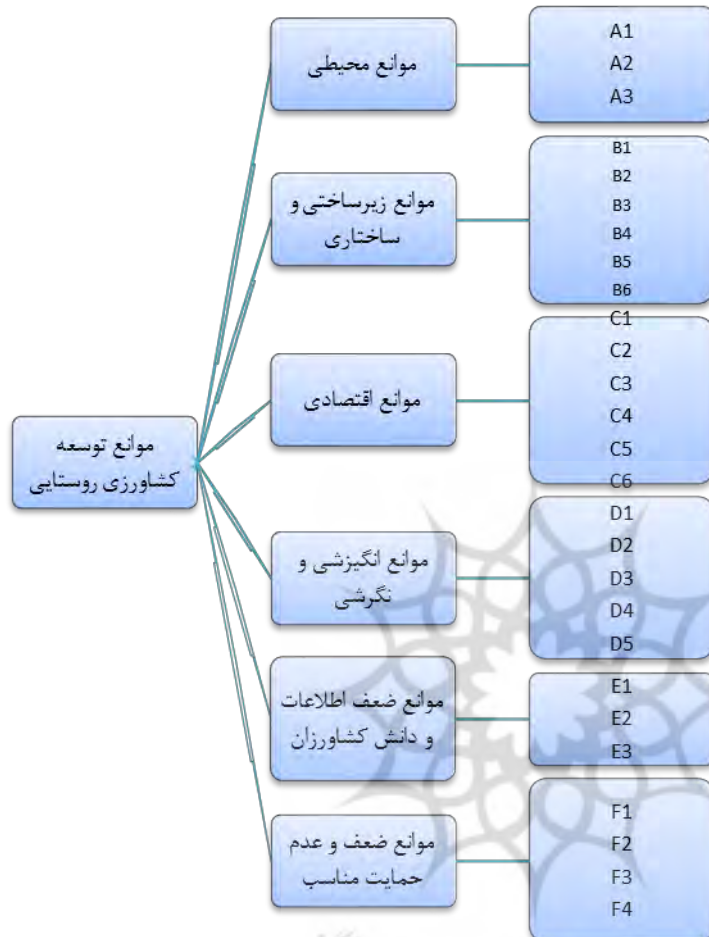 موانع توسعه
کشاورزی روستایی
موانع محیطی
A1
A2
A3
موانع زیرساختی و
ساختاری
B1
B2
B3
B4
B5
B6
موانع اقتصادی
C1
C2
C3
C4
C5
C6
موانع انگیزشی و
نگرشی
D1
D2
D3
D4
D5
موانع ضعف اطلاعات
و دانش کشاورزان
E1
E2
E3
موانع ضعف و عدم
حمایت مناسب
F1
F2
F3
F4